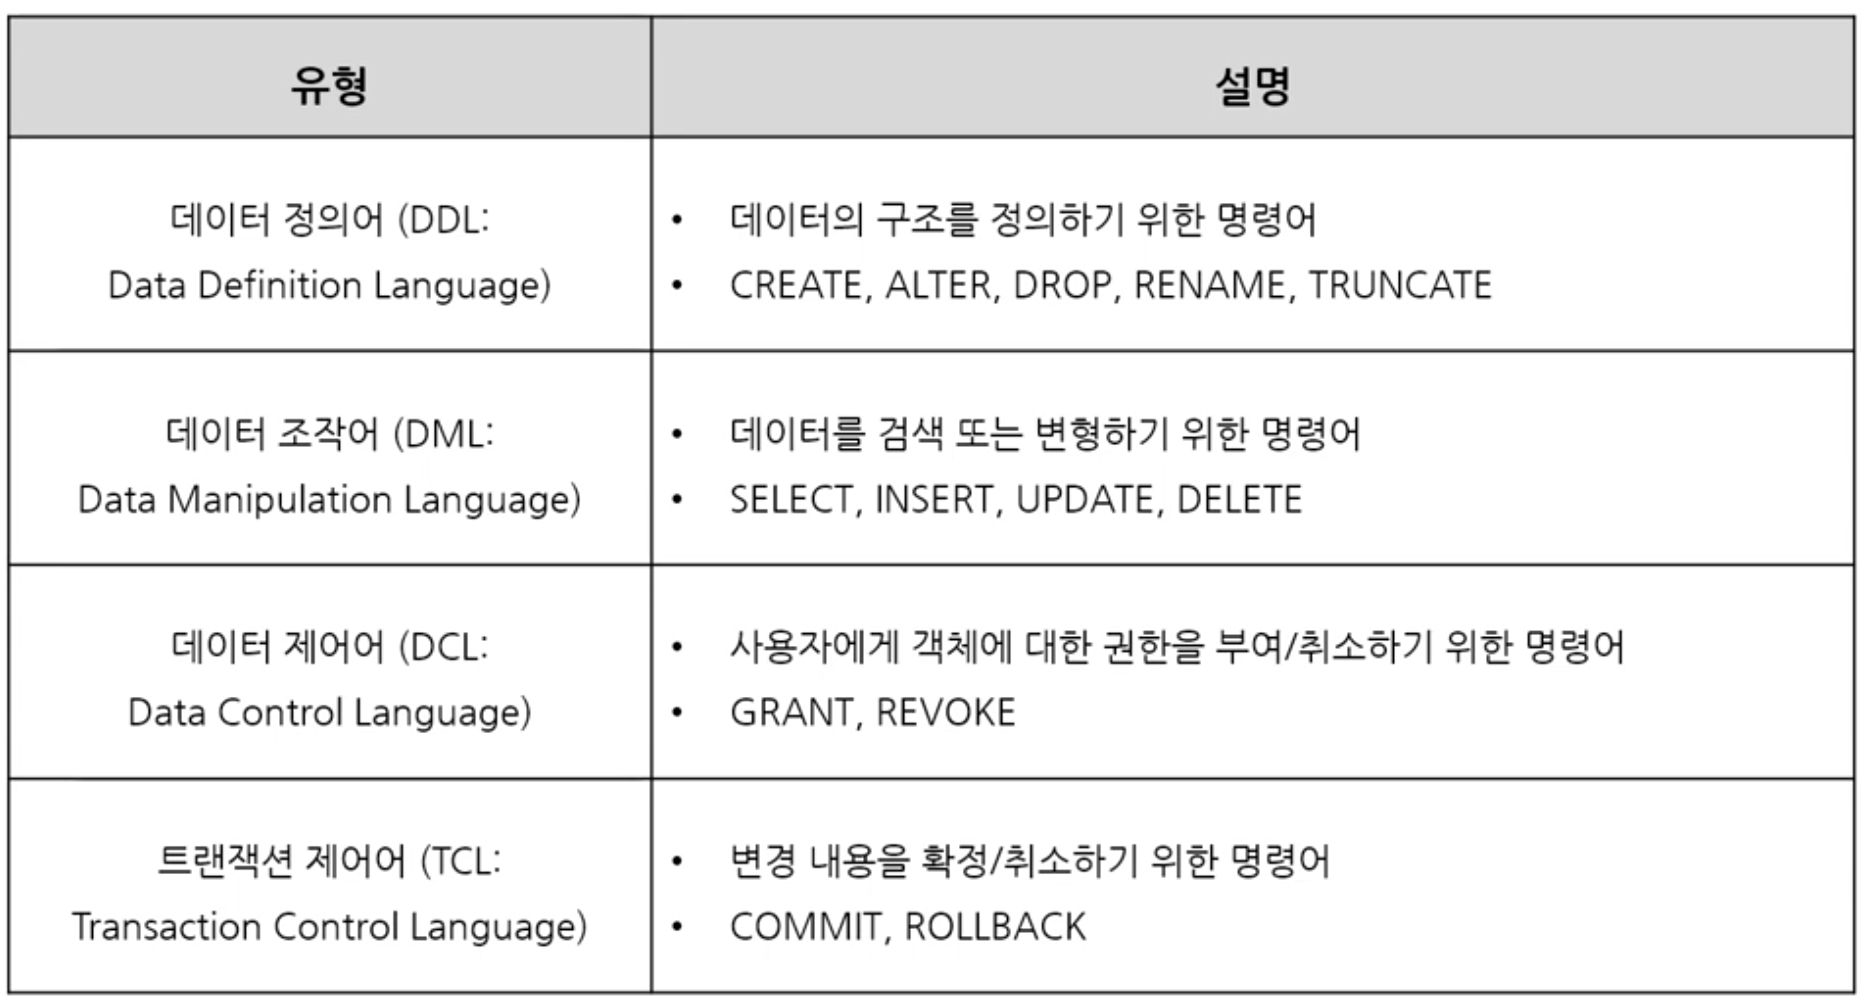 유형
설명
데이터 정의어 (DDL:
Data Definition Language)
• 데이터의 구조를 정의하기 위한 명령어
• CREATE, ALTER, DROP, RENAME, TRUNCATE
데이터 조작어 (DML:
Data Manipulation Language)
• 데이터를 검색 또는 변형하기 위한 명령어
• SELECT, INSERT, UPDATE, DELETE
데이터 제어어 (DCL:
Data Control Language)
• 사용자에게 객체에 대한 권한을 부여/취소하기 위한 명령어
• GRANT, REVOKE
트랜잭션 제어어 (TCL:
Transaction Control Language)
• 변경 내용을 확정/취소하기 위한 명령어
• COMMIT, ROLLBACK